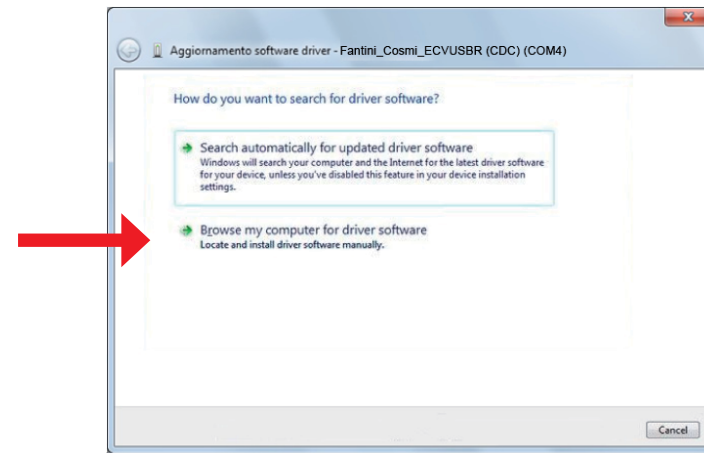 x
Aggiornamento software driver - Fantini_Cosmi_ECVUSBR (CDC) (COM4)
How do you want to search for driver software?
Search automatically for updated driver software
Windows will search your computer and the Internet for the latest driver software
for your device, unless you've disabled this feature in your device installation
settings.
Browse my computer for driver software
Locate and install driver software manually.
Cancel